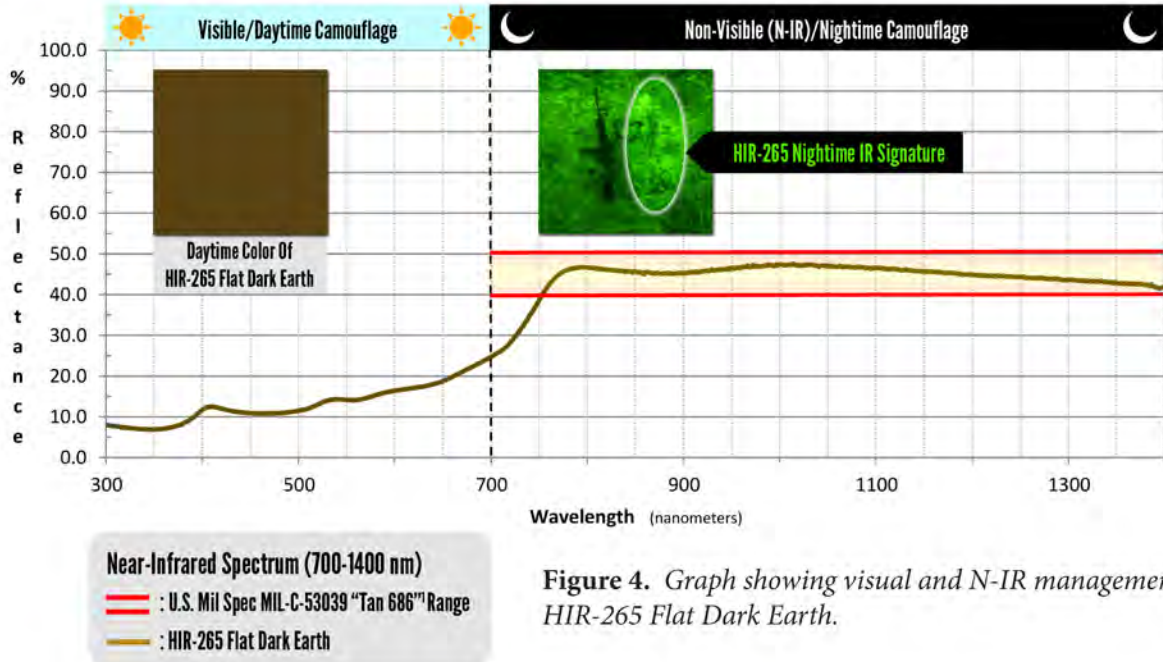 Visible/Daytime Camouflage
Non-Visible (N-IR)/Nightime Camouflage
% Reflectance
100.0
90.0
80.0
70.0
60.0
50.0
40.0
30.0
20.0
10.0
0.0
HIR-265 Nightime IR Signature
Daytime Color Of
HIR-265 Flat Dark Earth
300 500 700 900 1100 1300
Wavelength (nanometers)
Near-Infrared Spectrum (700-1400 nm)
: U.S. Mil Spec MIL-C-53039 “Tan 686”¹ Range
: HIR-265 Flat Dark Earth
Figure 4. Graph showing visual and N-IR managemen
HIR-265 Flat Dark Earth.